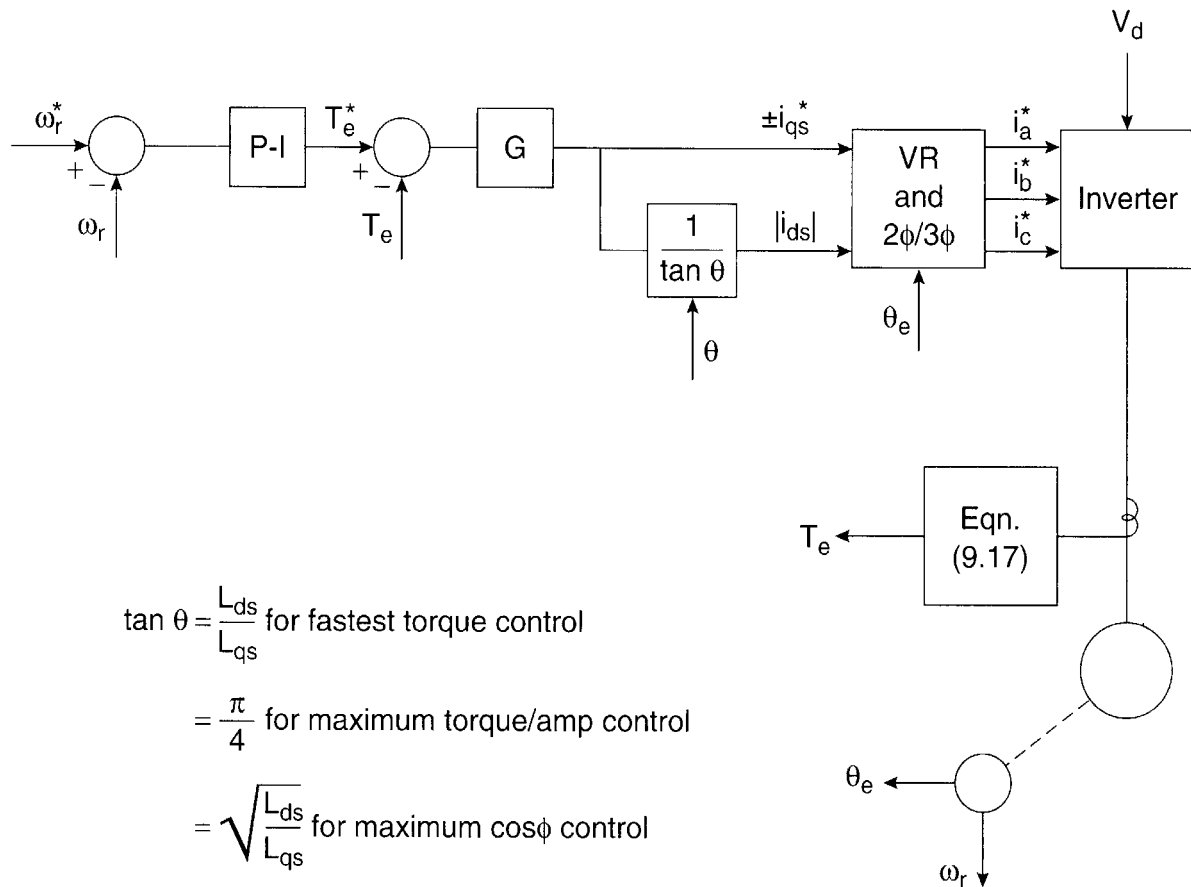 V_d
ω_r^*
+
−
ω_r
P-I
T_e^*
+
−
T_e
G
±i_qs^*
1
tan θ
θ
|i_ds|
VR
and
2ϕ/3ϕ
θ_e
i_a^*
i_b^*
i_c^*
Inverter
T_e
Eqn.
(9.17)
tan θ = L_ds/L_qs for fastest torque control
= π/4 for maximum torque/amp control
= √(L_ds/L_qs) for maximum cosϕ control
θ_e
ω_r